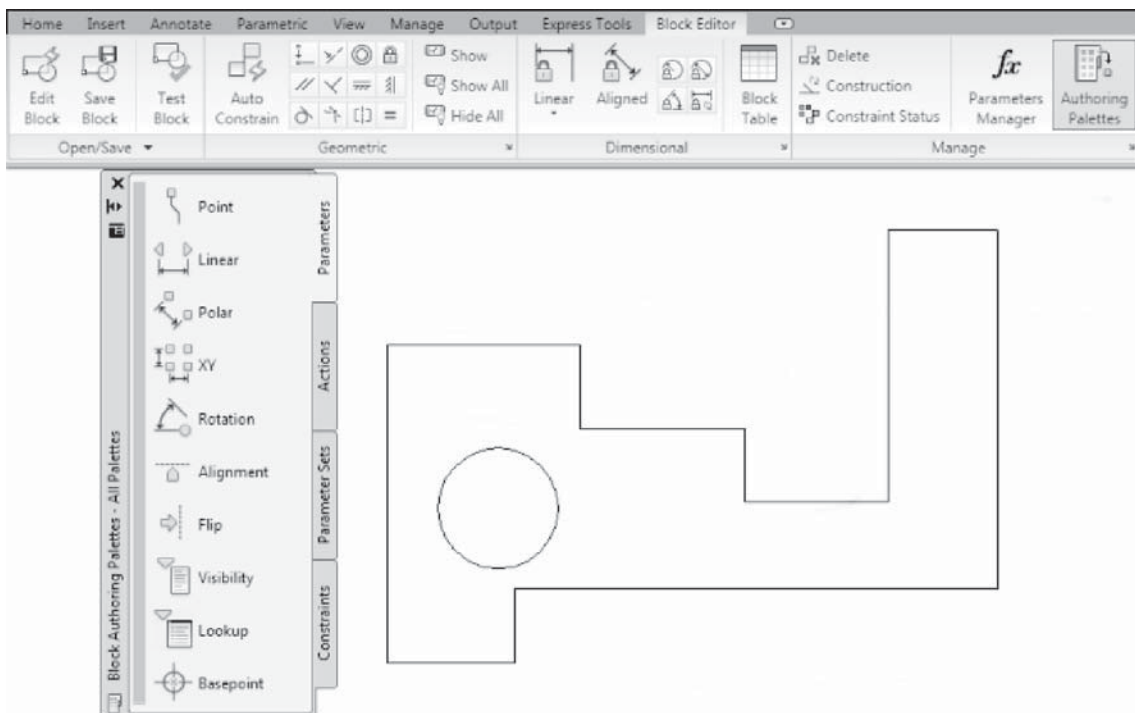 Home Insert Annotate Parametric View Manage Output Express Tools Block Editor
Edit Block
Save Block
Test Block
Auto Constrain
Show
Show All
Hide All
Linear
Aligned
Block Table
Delete
Construction
Constraint Status
fx
Parameters Manager
Authoring Palettes
Open/Save Geometric Dimensional Manage
Point
Linear
Polar
XY
Rotation
Alignment
Flip
Visibility
Lookup
Basepoint
Parameters
Actions
Parameter Sets
Constraints
Block Authoring Palettes - All Palettes